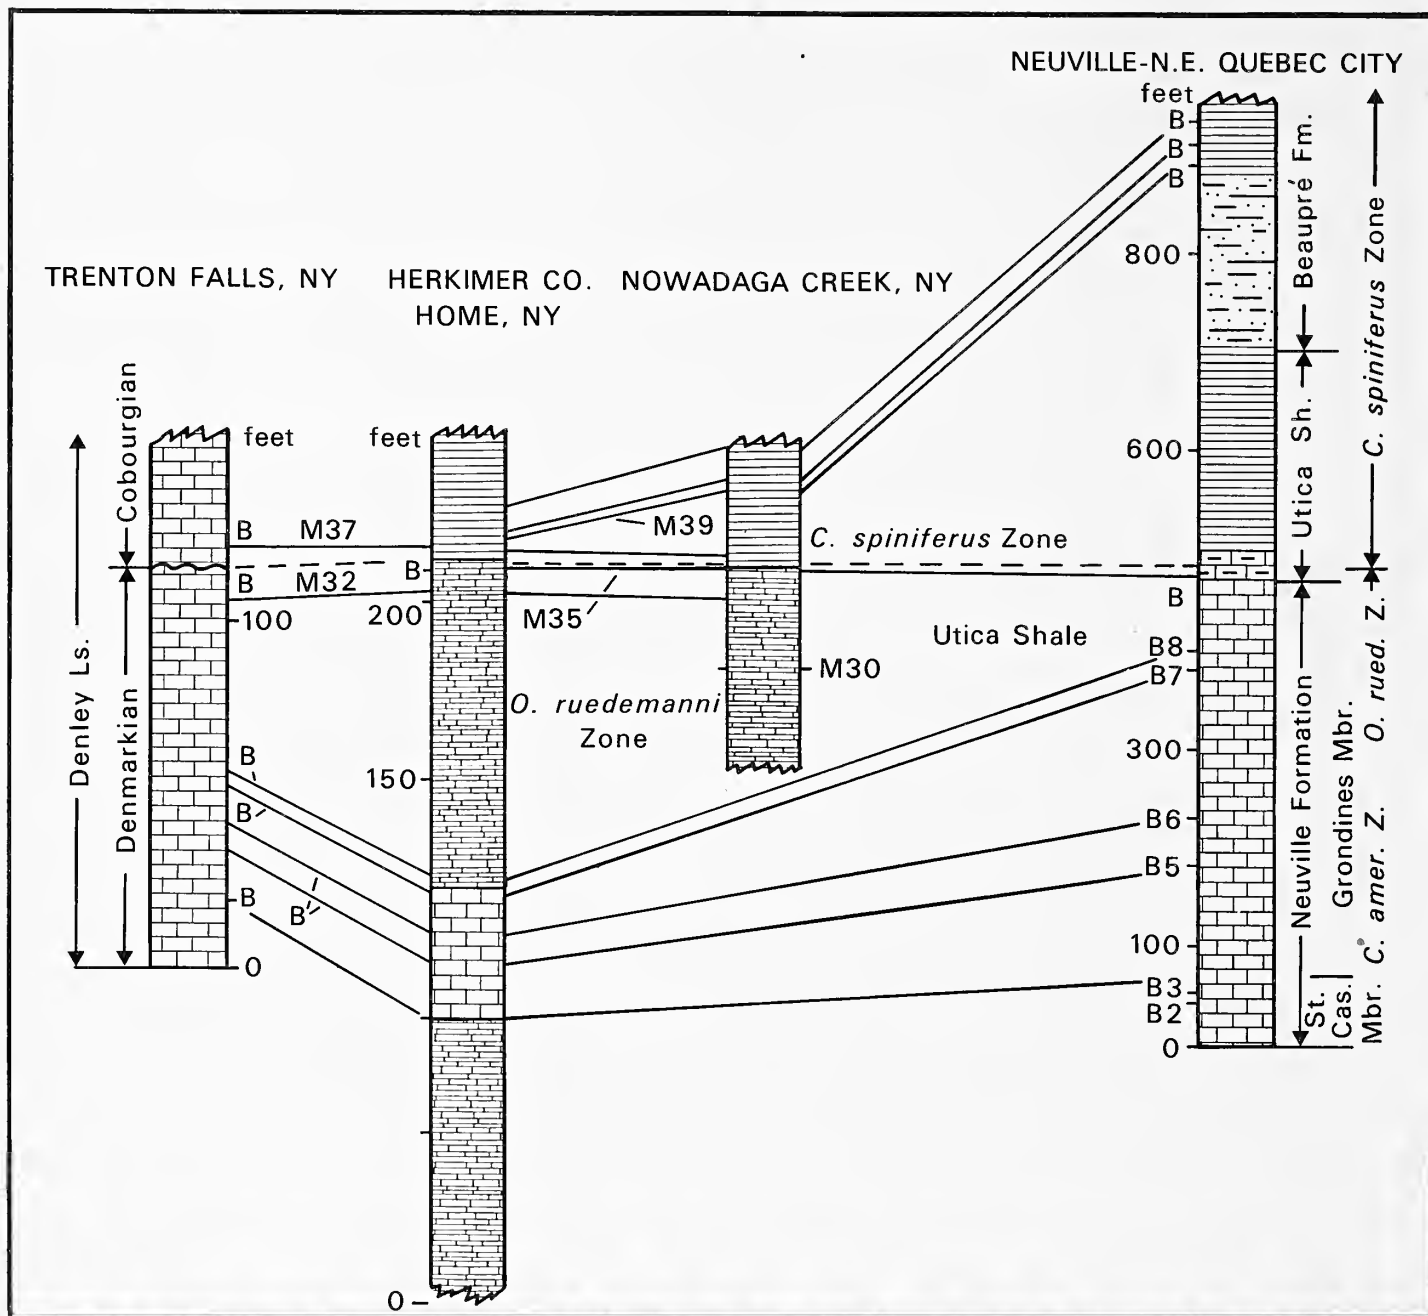 NEUVILLE-N.E. QUEBEC CITY
feet
B
B
B
800
600
B
B8
B7
300
B6
B5
100
B3
B2
0
Beaupré Fm.
Utica Sh.
Neuville Formation
St. Cas.
Mbr.
Grondines Mbr.
C. spiniferus Zone
O. rued. Z.
C. amer. Z.
TRENTON FALLS, NY
HERKIMER CO.
HOME, NY
NOWADAGA CREEK, NY
Cobourgian
Denmarkian
Denley Ls.
feet
feet
B
M37
B
M32
100
B
B
B
B
0
B
200
150
0
M39
M35
C. spiniferus Zone
Utica Shale
M30
O. ruedemanni
Zone